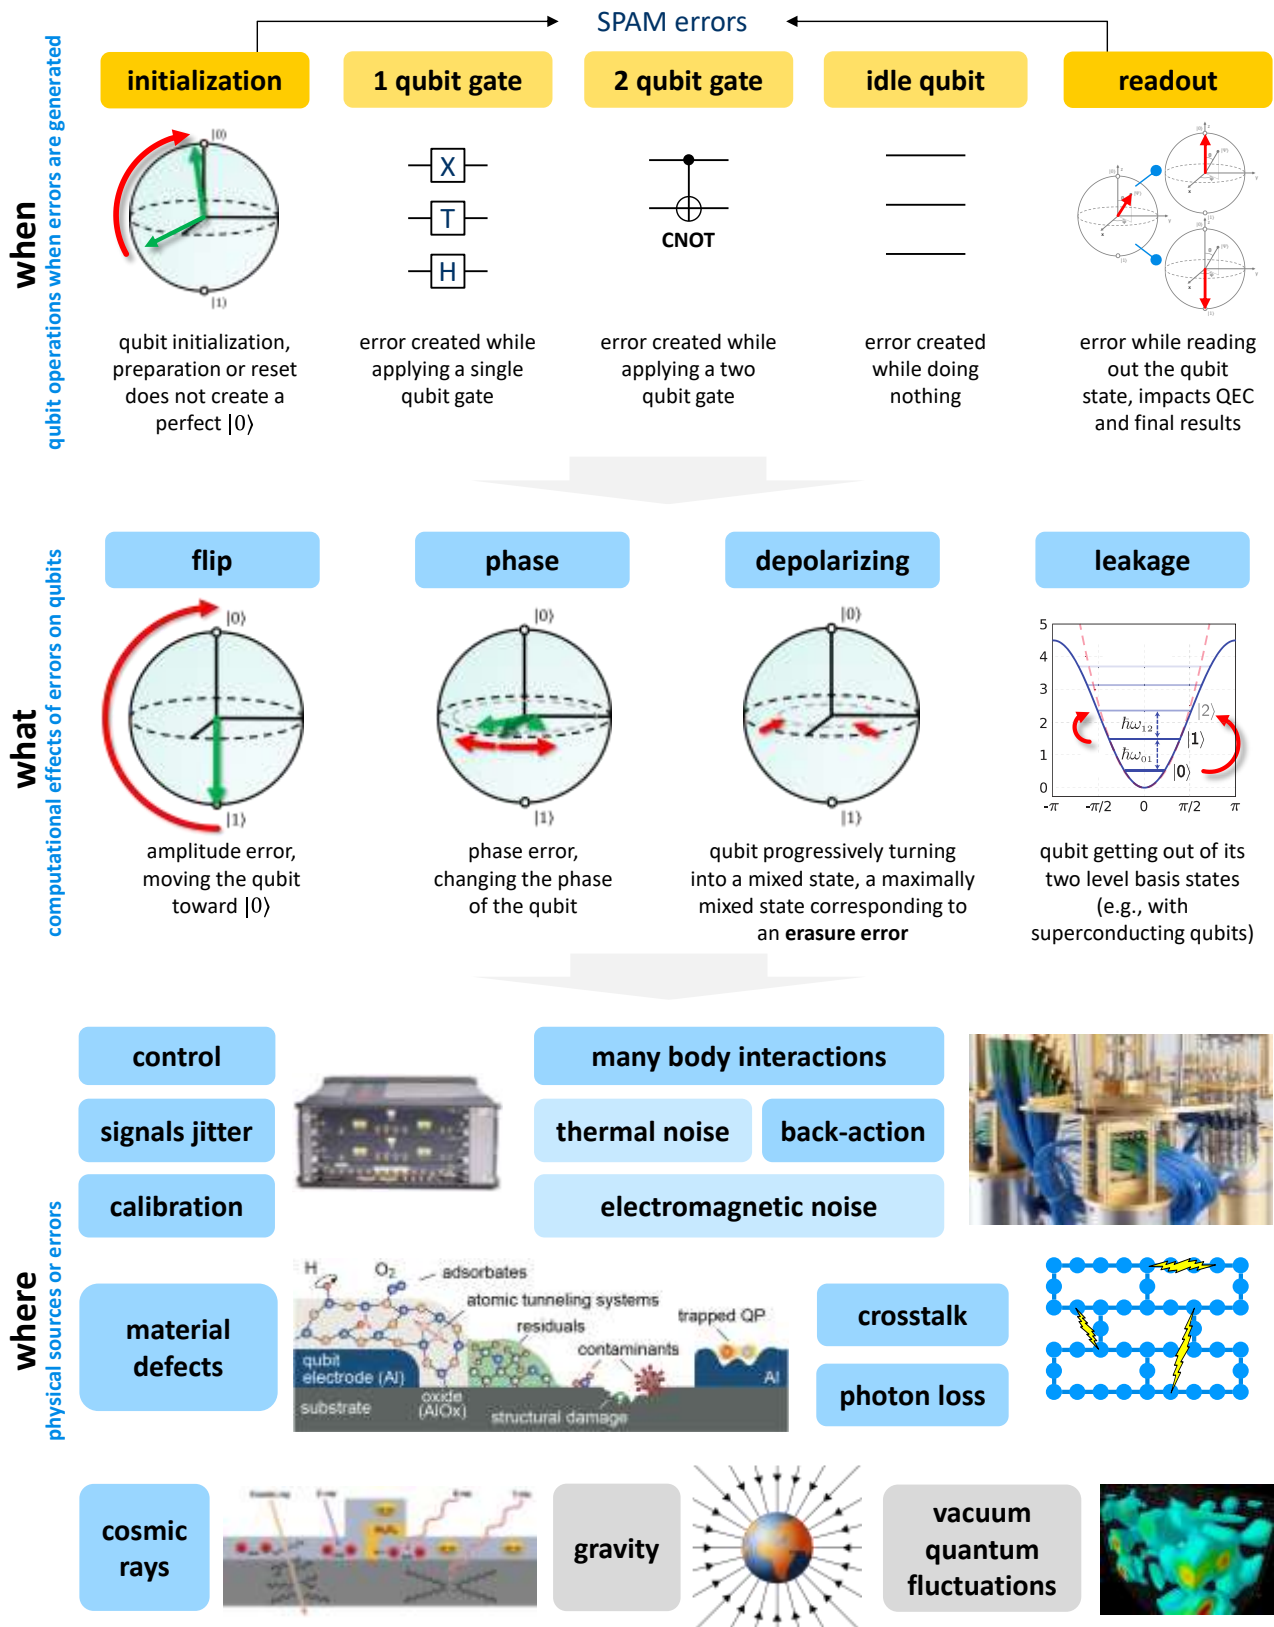 SPAM errors
when
qubit operations when errors are generated
initialization
1 qubit gate
2 qubit gate
idle qubit
readout
|0⟩
|1⟩
X
T
H
CNOT
qubit initialization,
preparation or reset
does not create a
perfect |0⟩
error created while
applying a single
qubit gate
error created while
applying a two
qubit gate
error created
while doing
nothing
error while reading
out the qubit
state, impacts QEC
and final results
what
computational effects of errors on qubits
flip
phase
depolarizing
leakage
|0⟩
|1⟩
|0⟩
|1⟩
|0⟩
|1⟩
5
4
3
2
1
0
-π
-π/2
0
π/2
π
ħω12
ħω01
|2⟩
|1⟩
|0⟩
amplitude error,
moving the qubit
toward |0⟩
phase error,
changing the phase
of the qubit
qubit progressively turning
into a mixed state, a maximally
mixed state corresponding to
an erasure error
qubit getting out of its
two level basis states
(e.g., with
superconducting qubits)
where
physical sources or errors
control
signals jitter
calibration
many body interactions
thermal noise
back-action
electromagnetic noise
material
defects
H
O2
adsorbates
atomic tunneling systems
residuals
contaminants
trapped QP
qubit
electrode (Al)
oxide
(AlOx)
substrate
structural damage
Al
crosstalk
photon loss
cosmic
rays
gravity
vacuum
quantum
fluctuations